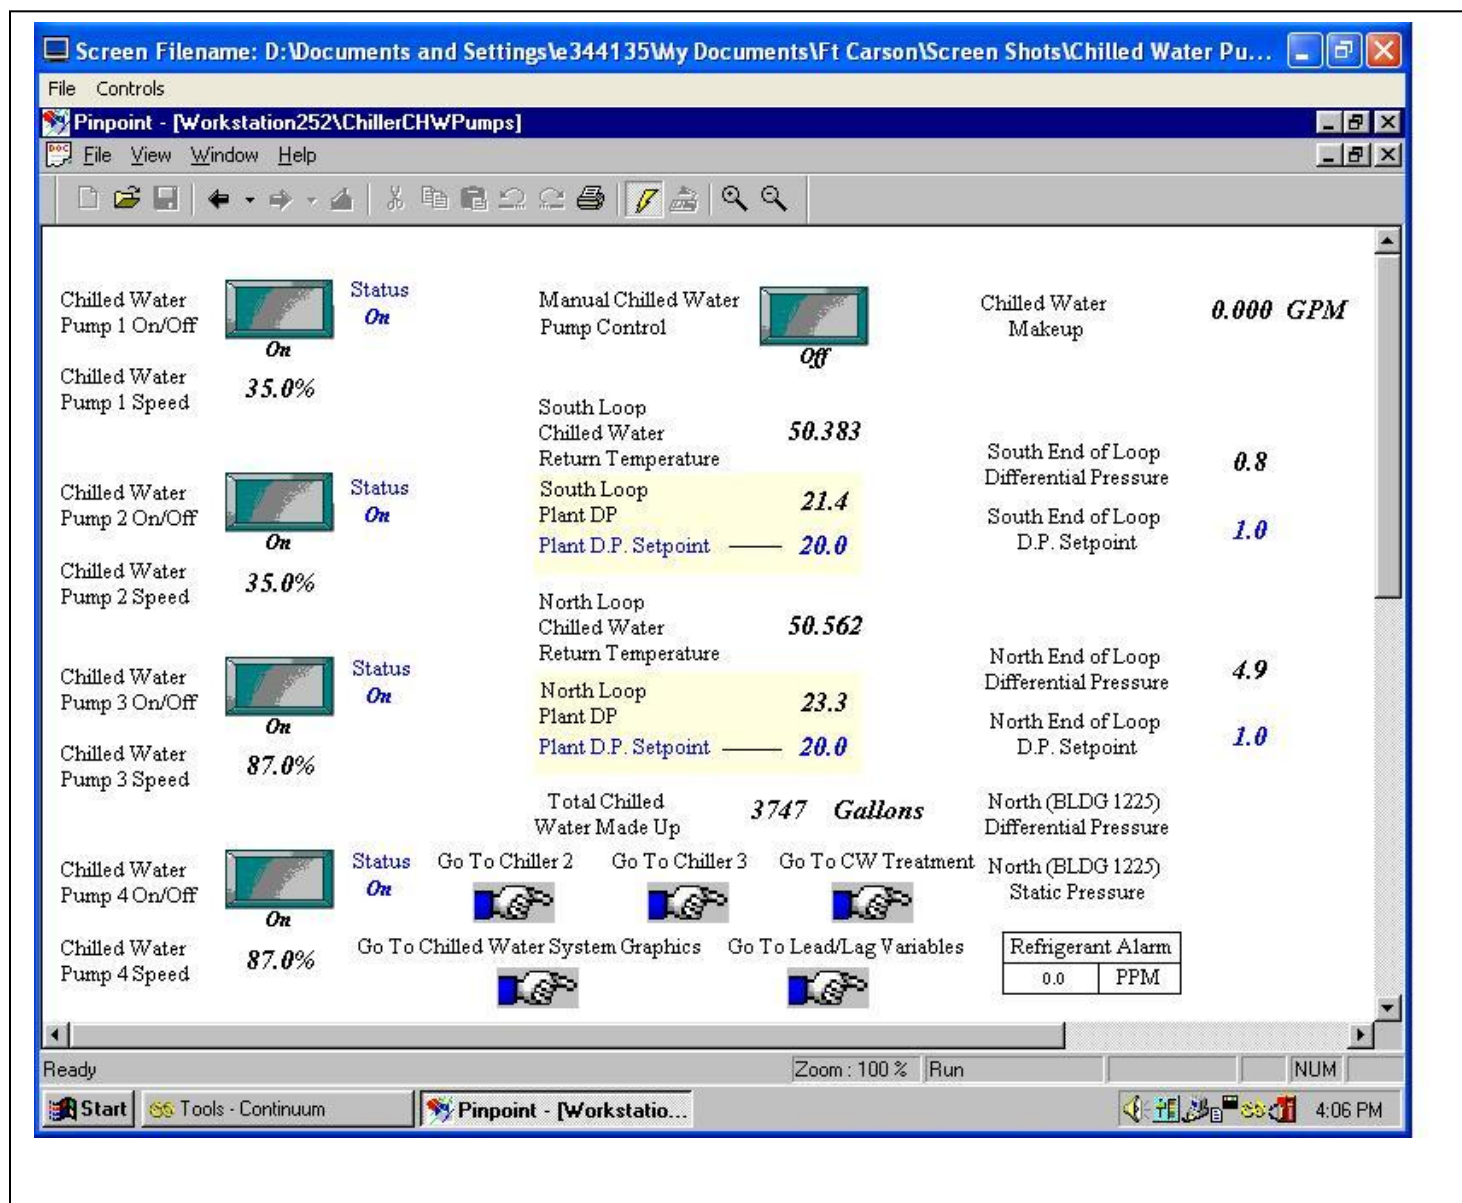 Screen Filename: D:\Documents and Settings\e344135\My Documents\Ft Carson\Screen Shots\Chilled Water Pu...
File Controls
Pinpoint - [Workstation252\ChillerCHWPumps]
File View Window Help
Chilled Water
Pump 1 On/Off
On
Status
On
Chilled Water
Pump 1 Speed
35.0%
Chilled Water
Pump 2 On/Off
On
Status
On
Chilled Water
Pump 2 Speed
35.0%
Chilled Water
Pump 3 On/Off
On
Status
On
Chilled Water
Pump 3 Speed
87.0%
Chilled Water
Pump 4 On/Off
On
Status
On
Chilled Water
Pump 4 Speed
87.0%
Manual Chilled Water
Pump Control
Off
South Loop
Chilled Water
Return Temperature
50.383
South Loop
Plant DP
21.4
Plant D.P. Setpoint 20.0
North Loop
Chilled Water
Return Temperature
50.562
North Loop
Plant DP
23.3
Plant D.P. Setpoint 20.0
Total Chilled
Water Made Up
3747 Gallons
Go To Chiller 2
Go To Chiller 3
Go To CW Treatment
Go To Chilled Water System Graphics
Go To Lead/Lag Variables
Chilled Water
Makeup
0.000 GPM
South End of Loop
Differential Pressure
0.8
South End of Loop
D.P. Setpoint
1.0
North End of Loop
Differential Pressure
4.9
North End of Loop
D.P. Setpoint
1.0
North (BLDG 1225)
Differential Pressure
North (BLDG 1225)
Static Pressure
Refrigerant Alarm
0.0 PPM
Ready
Zoom : 100 %
Run
NUM
Start
Tools - Continuum
Pinpoint - [Workstatio...
4:06 PM